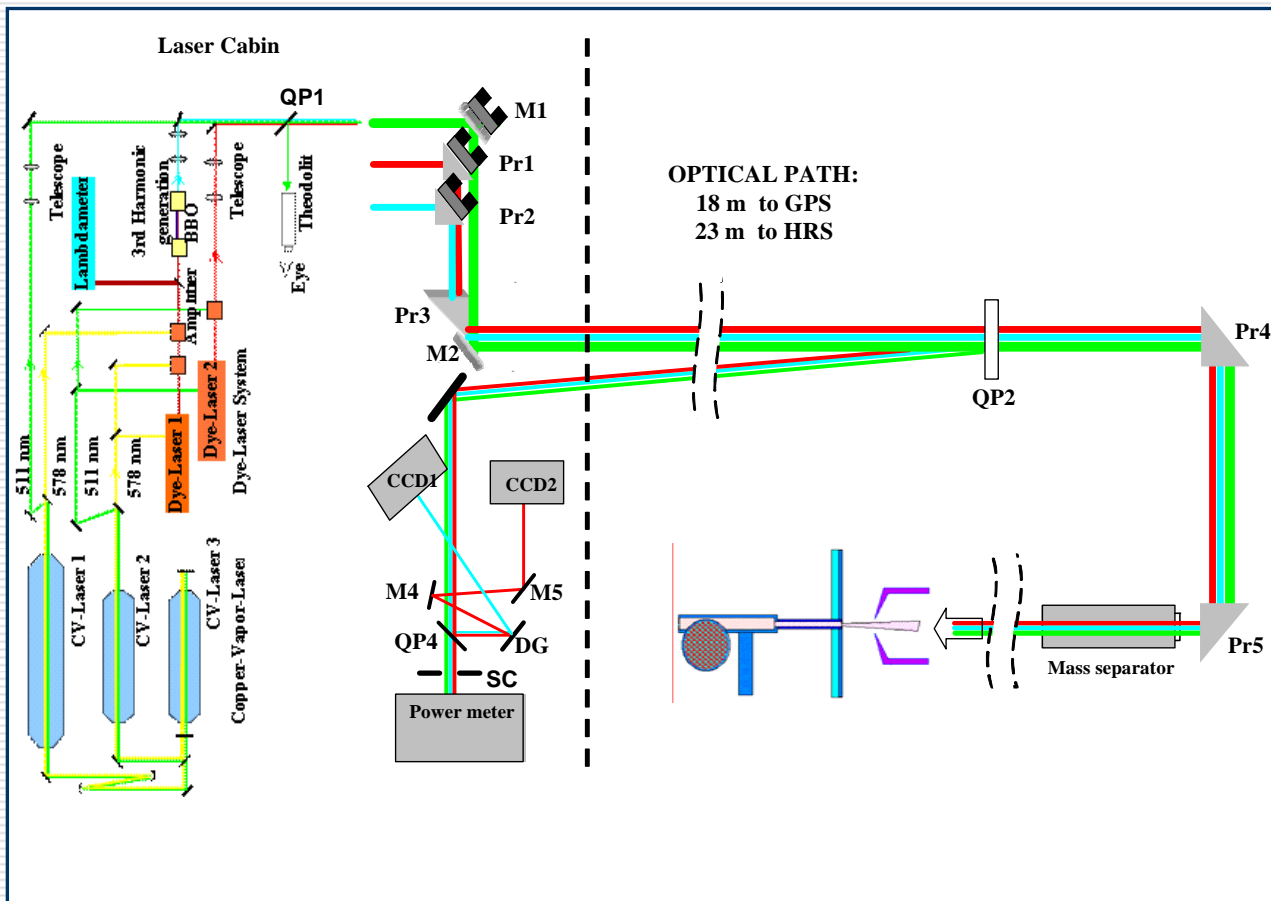 Laser Cabin
QP1
M1
Pr1
Pr2
Pr3
M2
OPTICAL PATH:
18 m to GPS
23 m to HRS
Pr4
QP2
Pr5
Mass separator
Telescope
3rd Harmonic
generation
BBO
Telescope
Theodolit
Eye
Lambdameter
Amplifier
511 nm
578 nm
511 nm
578 nm
Dye-Laser 1
Dye-Laser 2
Dye-Laser System
CV-Laser 1
CV-Laser 2
CV-Laser 3
Copper-Vapor-Laser
CCD1
CCD2
M4
M5
QP4
DG
SC
Power meter